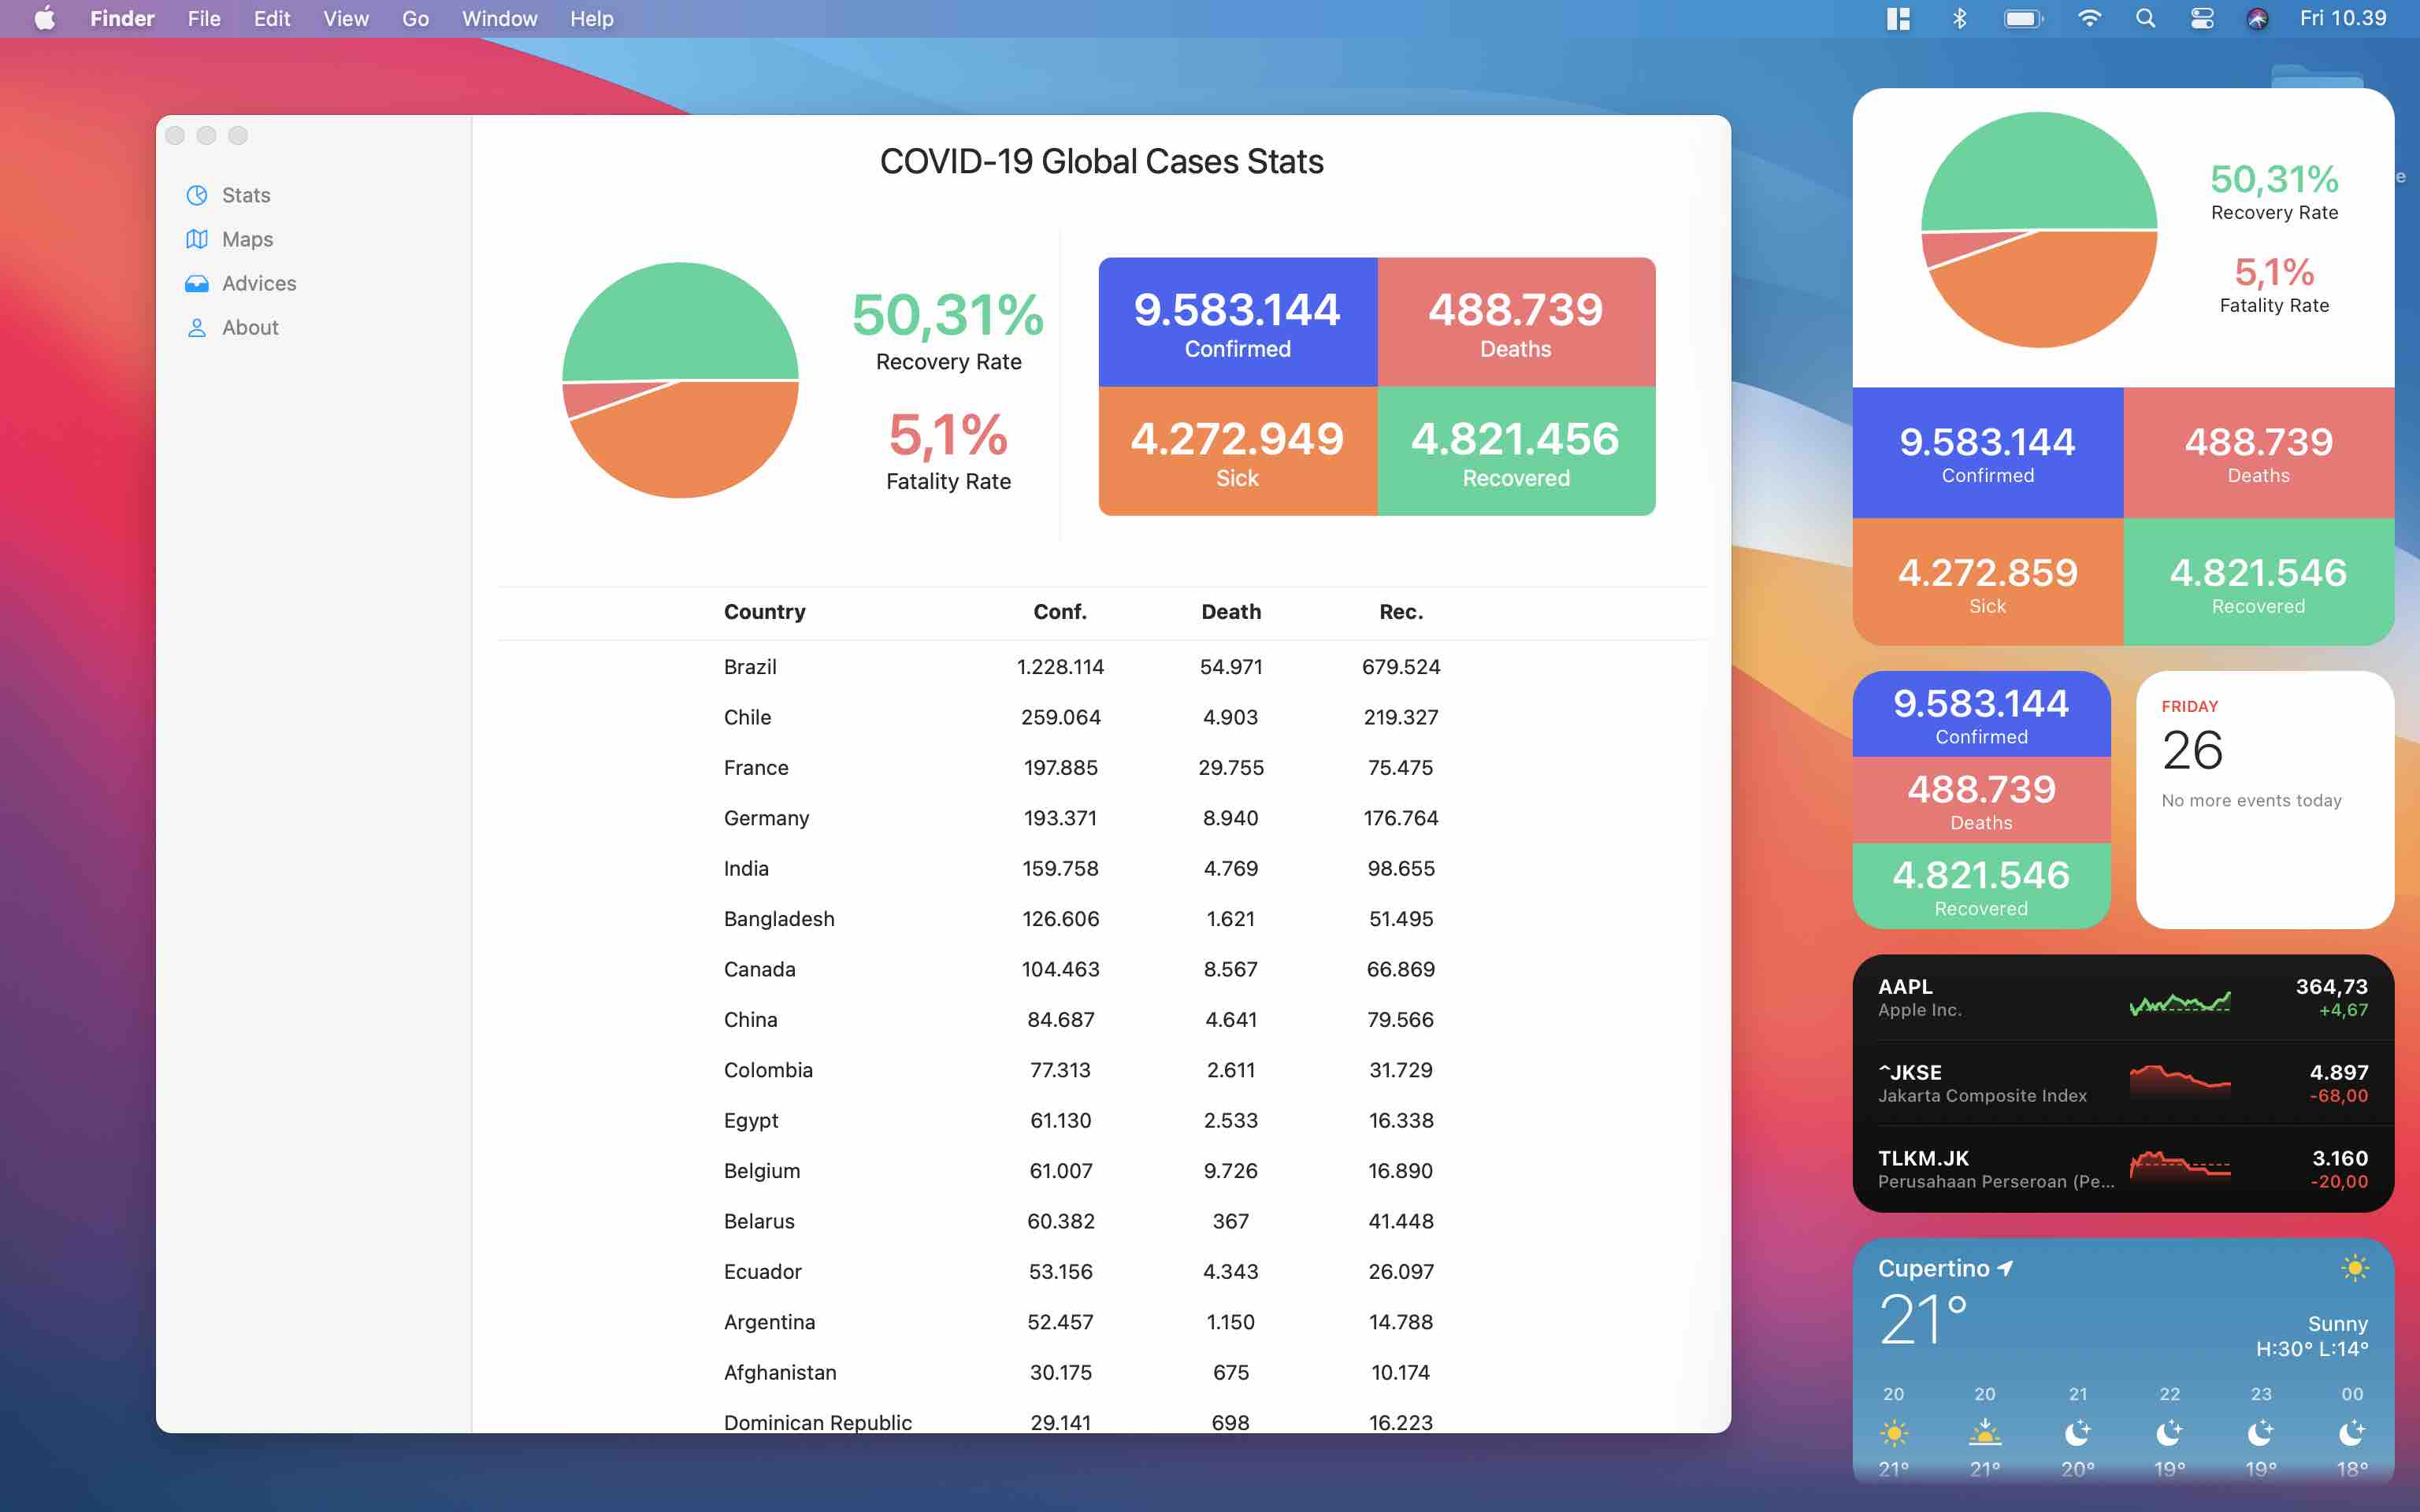 Finder File Edit View Go Window Help
Fri 10.39
Stats
Maps
Advices
About
COVID-19 Global Cases Stats
50,31%
Recovery Rate
5,1%
Fatality Rate
9.583.144
Confirmed
488.739
Deaths
4.272.949
Sick
4.821.456
Recovered
Country Conf. Death Rec.
Brazil 1.228.114 54.971 679.524
Chile 259.064 4.903 219.327
France 197.885 29.755 75.475
Germany 193.371 8.940 176.764
India 159.758 4.769 98.655
Bangladesh 126.606 1.621 51.495
Canada 104.463 8.567 66.869
China 84.687 4.641 79.566
Colombia 77.313 2.611 31.729
Egypt 61.130 2.533 16.338
Belgium 61.007 9.726 16.890
Belarus 60.382 367 41.448
Ecuador 53.156 4.343 26.097
Argentina 52.457 1.150 14.788
Afghanistan 30.175 675 10.174
Dominican Republic 29.141 698 16.223
50,31%
Recovery Rate
5,1%
Fatality Rate
e
9.583.144
Confirmed
488.739
Deaths
4.272.859
Sick
4.821.546
Recovered
9.583.144
Confirmed
488.739
Deaths
4.821.546
Recovered
FRIDAY
26
No more events today
AAPL 364,73
Apple Inc. +4,67
^JKSE 4.897
Jakarta Composite Index -68,00
TLKM.JK 3.160
Perusahaan Perseroan (Pe... -20,00
Cupertino
21°
Sunny
H:30° L:14°
20 20 21 22 23 00
21° 21° 20° 19° 19° 18°